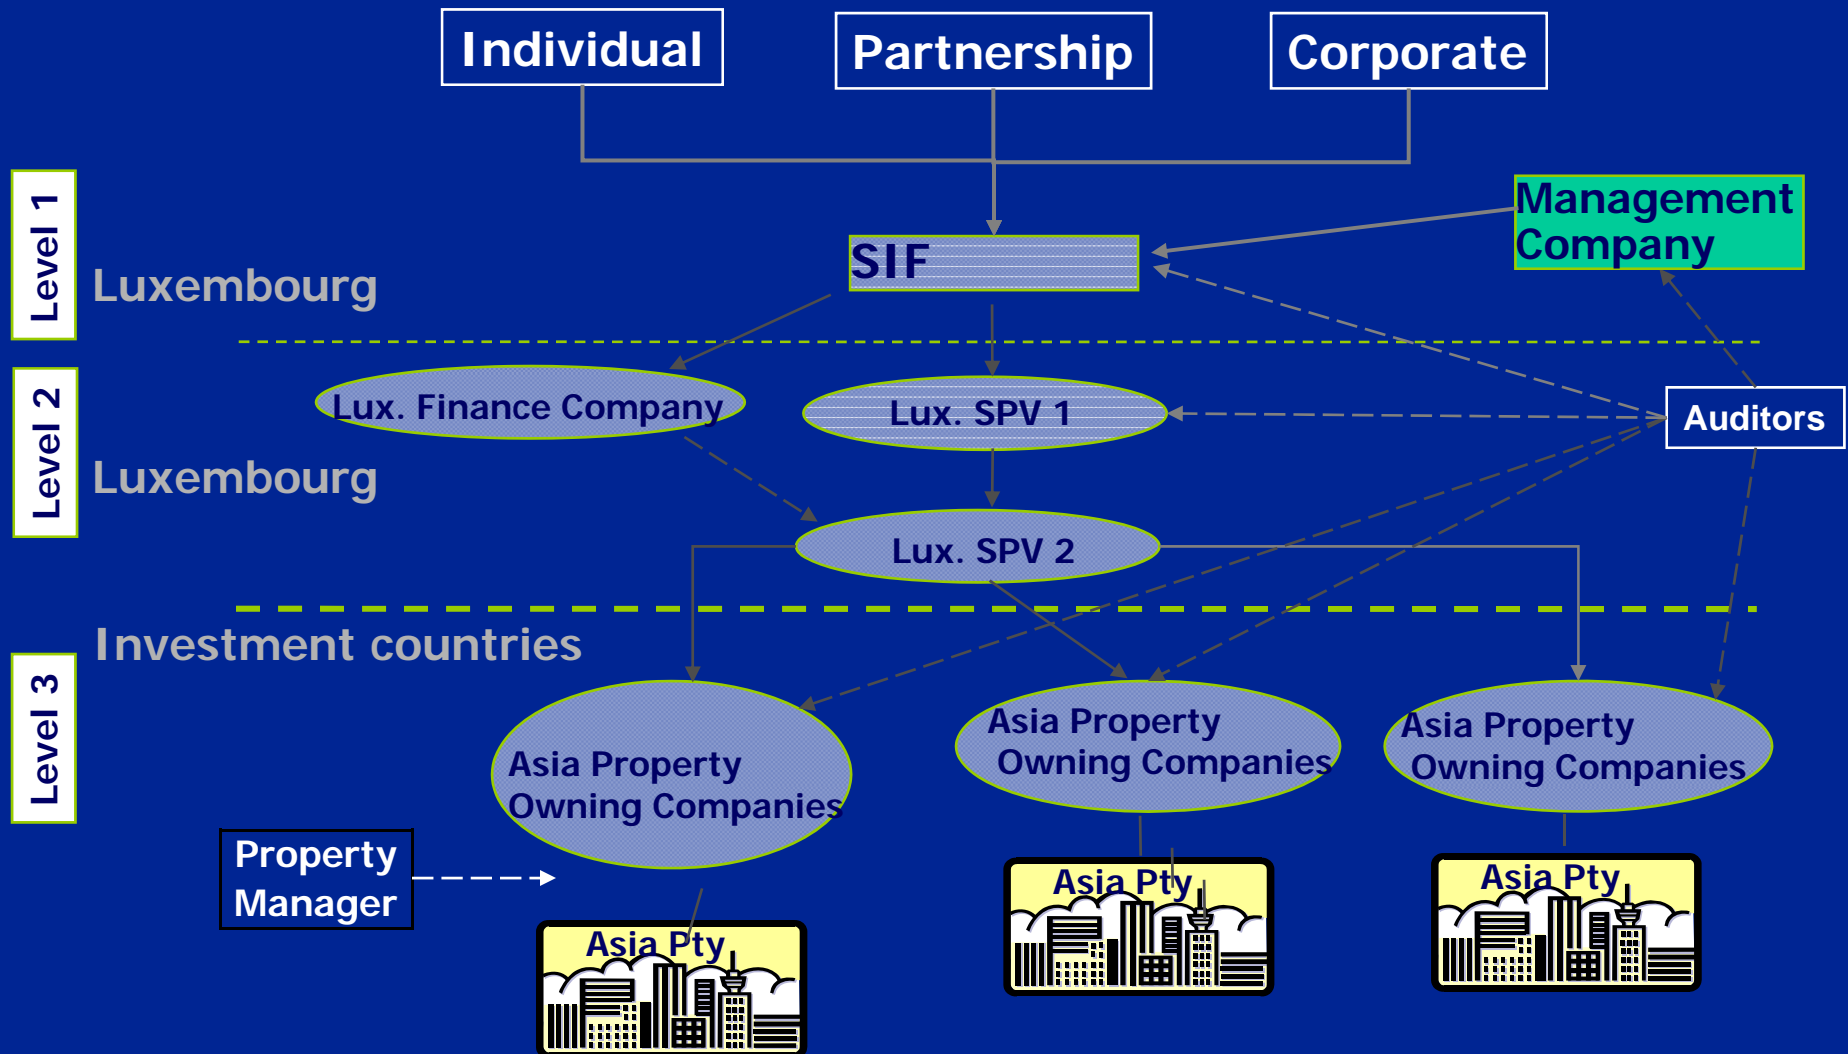 Individual
Partnership
Corporate
Level 1
Management
Company
SIF
Luxembourg
Level 2
Lux. Finance Company
Lux. SPV 1
Auditors
Luxembourg
Lux. SPV 2
Investment countries
Level 3
Asia Property
Owning Companies
Asia Property
Owning Companies
Asia Property
Owning Companies
Property
Manager
Asia Pty
Asia Pty
Asia Pty